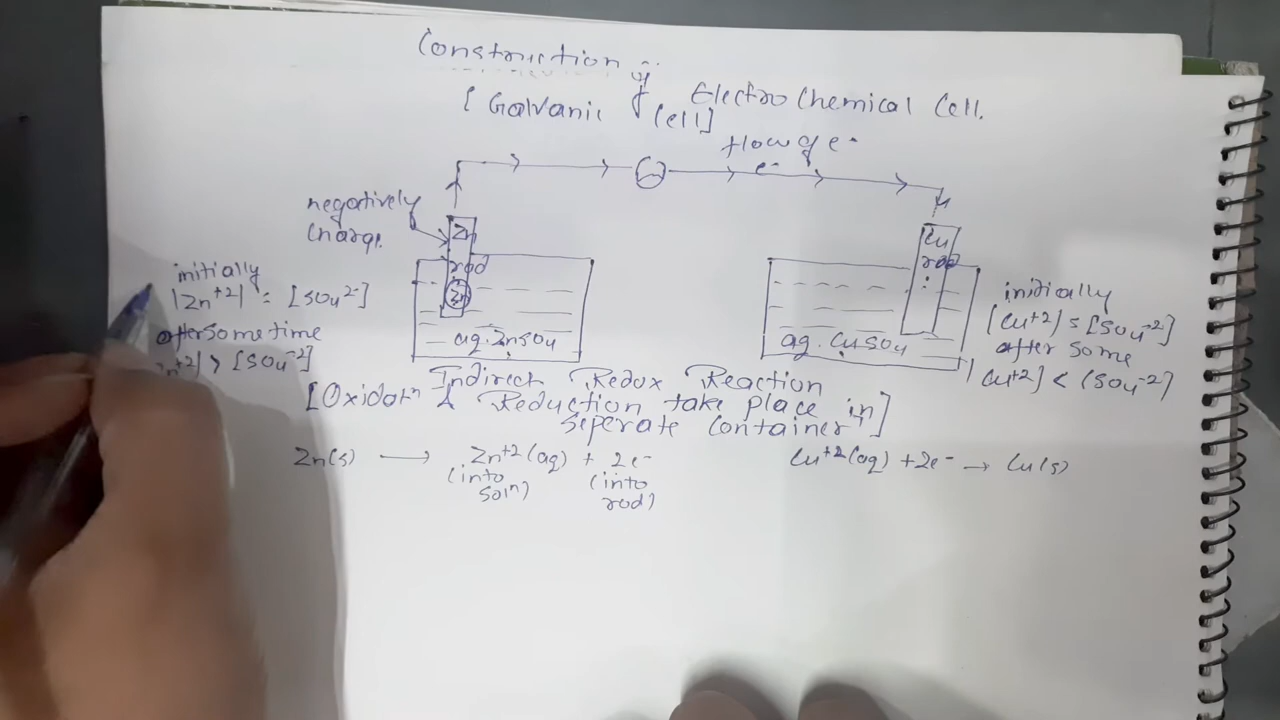 Construction of
Electro Chemical Cell.
[Galvanic Cell]
flow of e-
e-
negatively
Charg.
Zn
rod
Zn
Cu
rod
initially
|Zn+2| = [SO4 2-]
after some time
n+2] > [SO4-2]
aq. ZnSO4
aq. CuSO4
initially
[Cu+2] = [SO4-2]
after some
| Cu+2] < [SO4-2]
Indirect Redox Reaction
[Oxidatn & Reduction take place in
Seperate Container]
Zn(s) → Zn+2(aq) + 2e-
(into soln) (into rod)
Cu+2(aq) + 2e- → Cu(s)